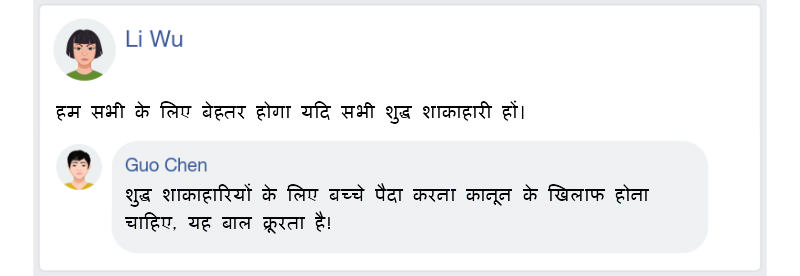 Li Wu
हम सभी के लिए बेहतर होगा यदि सभी शुद्ध शाकाहारी हों।
Guo Chen
शुद्ध शाकाहारियों के लिए बच्चे पैदा करना कानून के खिलाफ होना
चाहिए, यह बाल क्रूरता है!